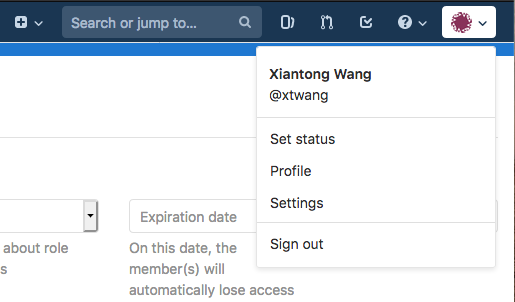 Search or jump to...
Xiantong Wang
@xtwang
Set status
Profile
Settings
Sign out
Expiration date
about role
s
On this date, the
member(s) will
automatically lose access